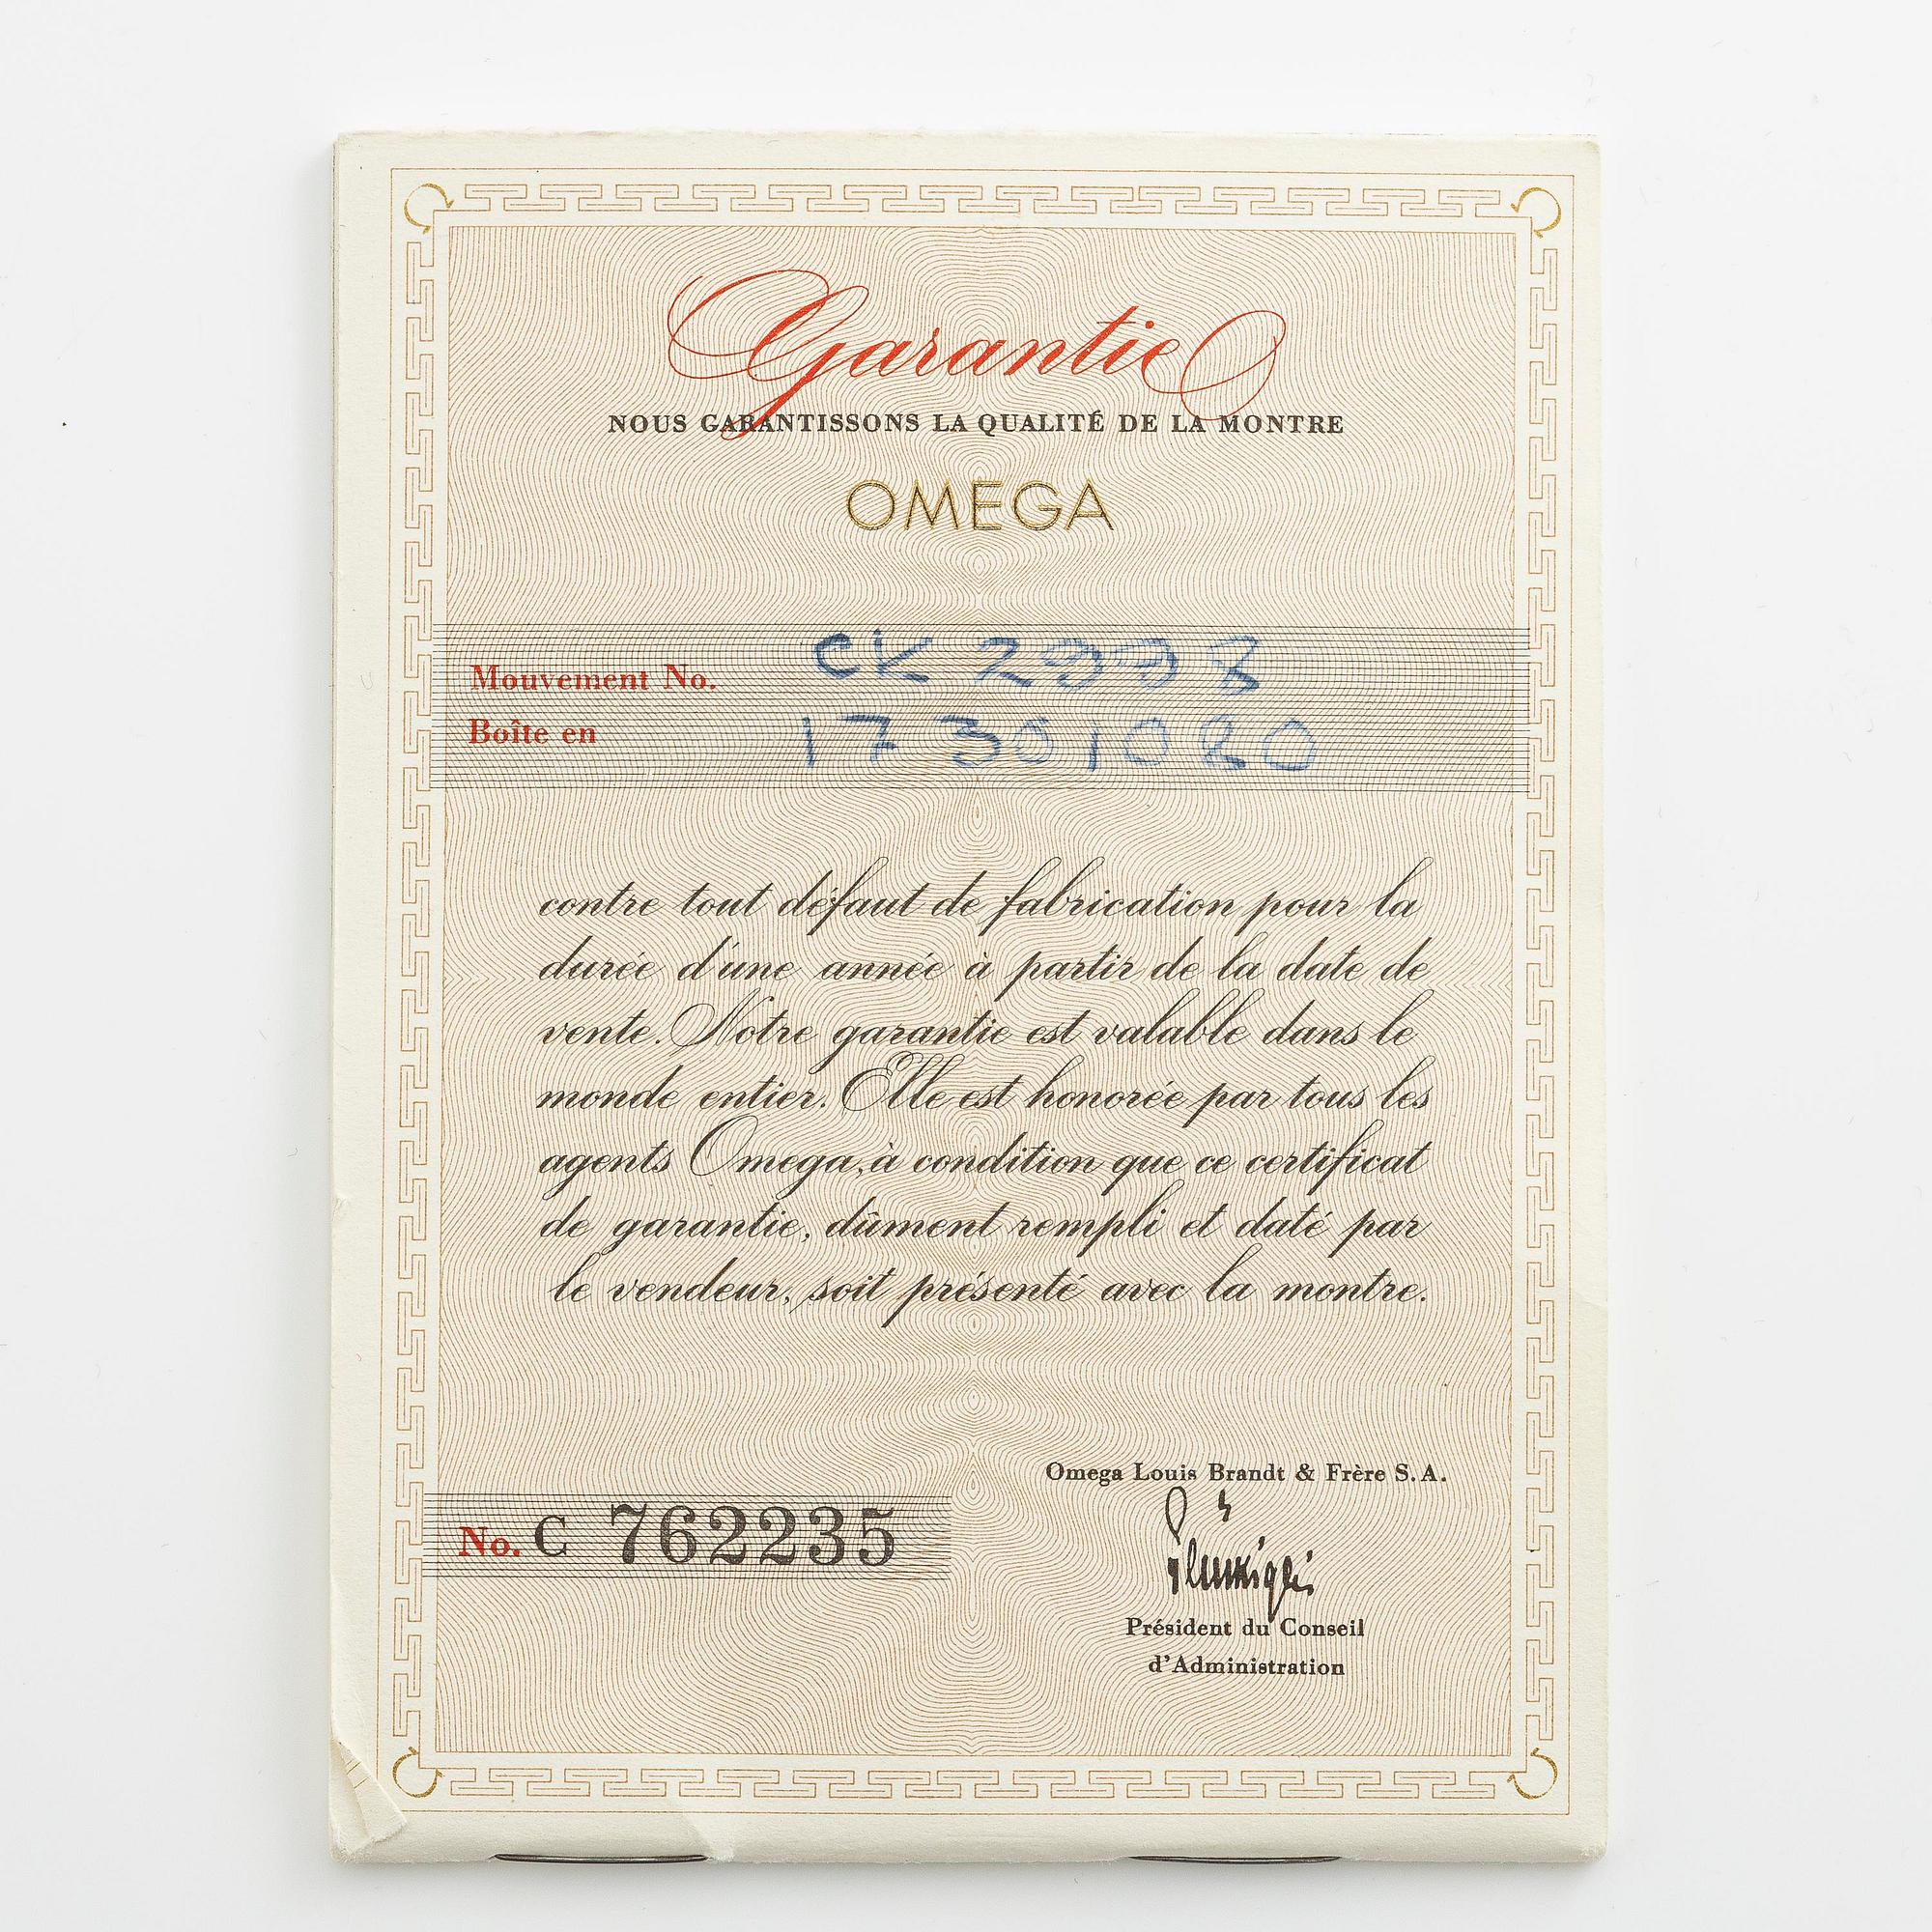 Garantie
NOUS GARANTISSONS LA QUALITÉ DE LA MONTRE
OMEGA
Mouvement No. CK 2998
Boîte en 17301080
contre tout défaut de fabrication pour la
durée d'une année à partir de la date de
vente. Notre garantie est valable dans le
monde entier. Elle est honorée par tous les
agents Omega, à condition que ce certificat
de garantie, dûment rempli et daté par
le vendeur, soit présenté avec la montre.
Omega Louis Brandt & Frère S.A.
No. C 762235
Président du Conseil
d'Administration